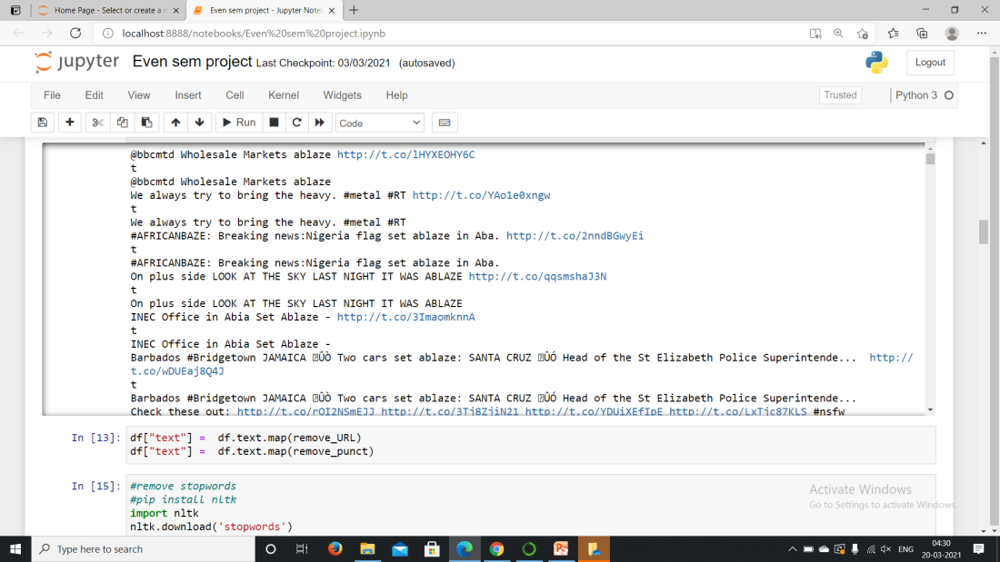 Home Page - Select or create a n
Even sem project - Jupyter Note
localhost:8888/notebooks/Even%20sem%20project.ipynb
jupyter Even sem project Last Checkpoint: 03/03/2021 (autosaved)
Logout
File Edit View Insert Cell Kernel Widgets Help
Trusted
Python 3
Run
Code
@bbcmtd Wholesale Markets ablaze http://t.co/lHYXEOHY6C
t
@bbcmtd Wholesale Markets ablaze
We always try to bring the heavy. #metal #RT http://t.co/YAo1e0xngw
t
We always try to bring the heavy. #metal #RT
#AFRICANBAZE: Breaking news:Nigeria flag set ablaze in Aba. http://t.co/2nndBGwyEi
t
#AFRICANBAZE: Breaking news:Nigeria flag set ablaze in Aba.
On plus side LOOK AT THE SKY LAST NIGHT IT WAS ABLAZE http://t.co/qqsmshaJ3N
t
On plus side LOOK AT THE SKY LAST NIGHT IT WAS ABLAZE
INEC Office in Abia Set Ablaze - http://t.co/3ImaomknnA
t
INEC Office in Abia Set Ablaze -
Barbados #Bridgetown JAMAICA ÛÒ Two cars set ablaze: SANTA CRUZ ÛÓ Head of the St Elizabeth Police Superintende... http://
t.co/wDUEaj8Q4J
t
Barbados #Bridgetown JAMAICA ÛÒ Two cars set ablaze: SANTA CRUZ ÛÓ Head of the St Elizabeth Police Superintende...
Check these out: http://t.co/rOI2NSmEJJ http://t.co/3Tj8ZjiN21 http://t.co/YDUiXEfIpE http://t.co/LxTjc87KLS #nsfw
In [13]: df["text"] = df.text.map(remove_URL)
df["text"] = df.text.map(remove_punct)
In [15]: #remove stopwords
#pip install nltk
import nltk
nltk.download('stopwords')
Activate Windows
Go to Settings to activate Windows.
Type here to search
ENG
04:30
20-03-2021